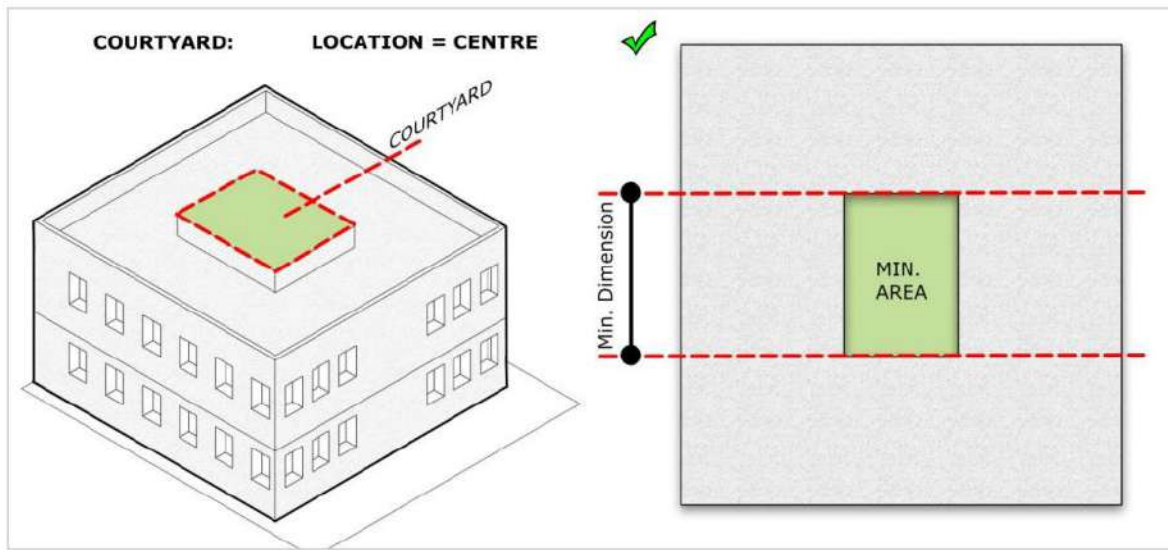 COURTYARD: LOCATION = CENTRE
COURTYARD
Min. Dimension
MIN.
AREA